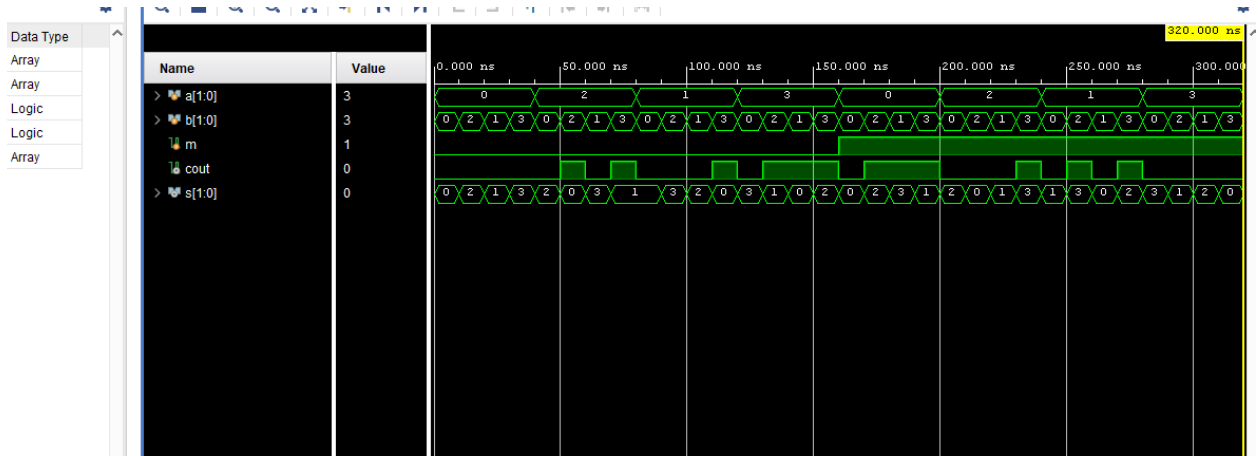 320.000 ns
Data Type
Array
Array
Logic
Logic
Array
Name Value 0.000 ns 50.000 ns 100.000 ns 150.000 ns 200.000 ns 250.000 ns 300.000
a[1:0] 3 0 2 1 3 0 2 1 3
b[1:0] 3 0 2 1 3 0 2 1 3 0 2 1 3 0 2 1 3 0 2 1 3 0 2 1 3 0 2 1 3 0 2 1 3
m 1
cout 0
s[1:0] 0 0 2 1 3 2 0 3 1 3 2 0 3 1 0 2 0 2 3 1 2 0 1 3 1 3 0 2 3 1 2 0